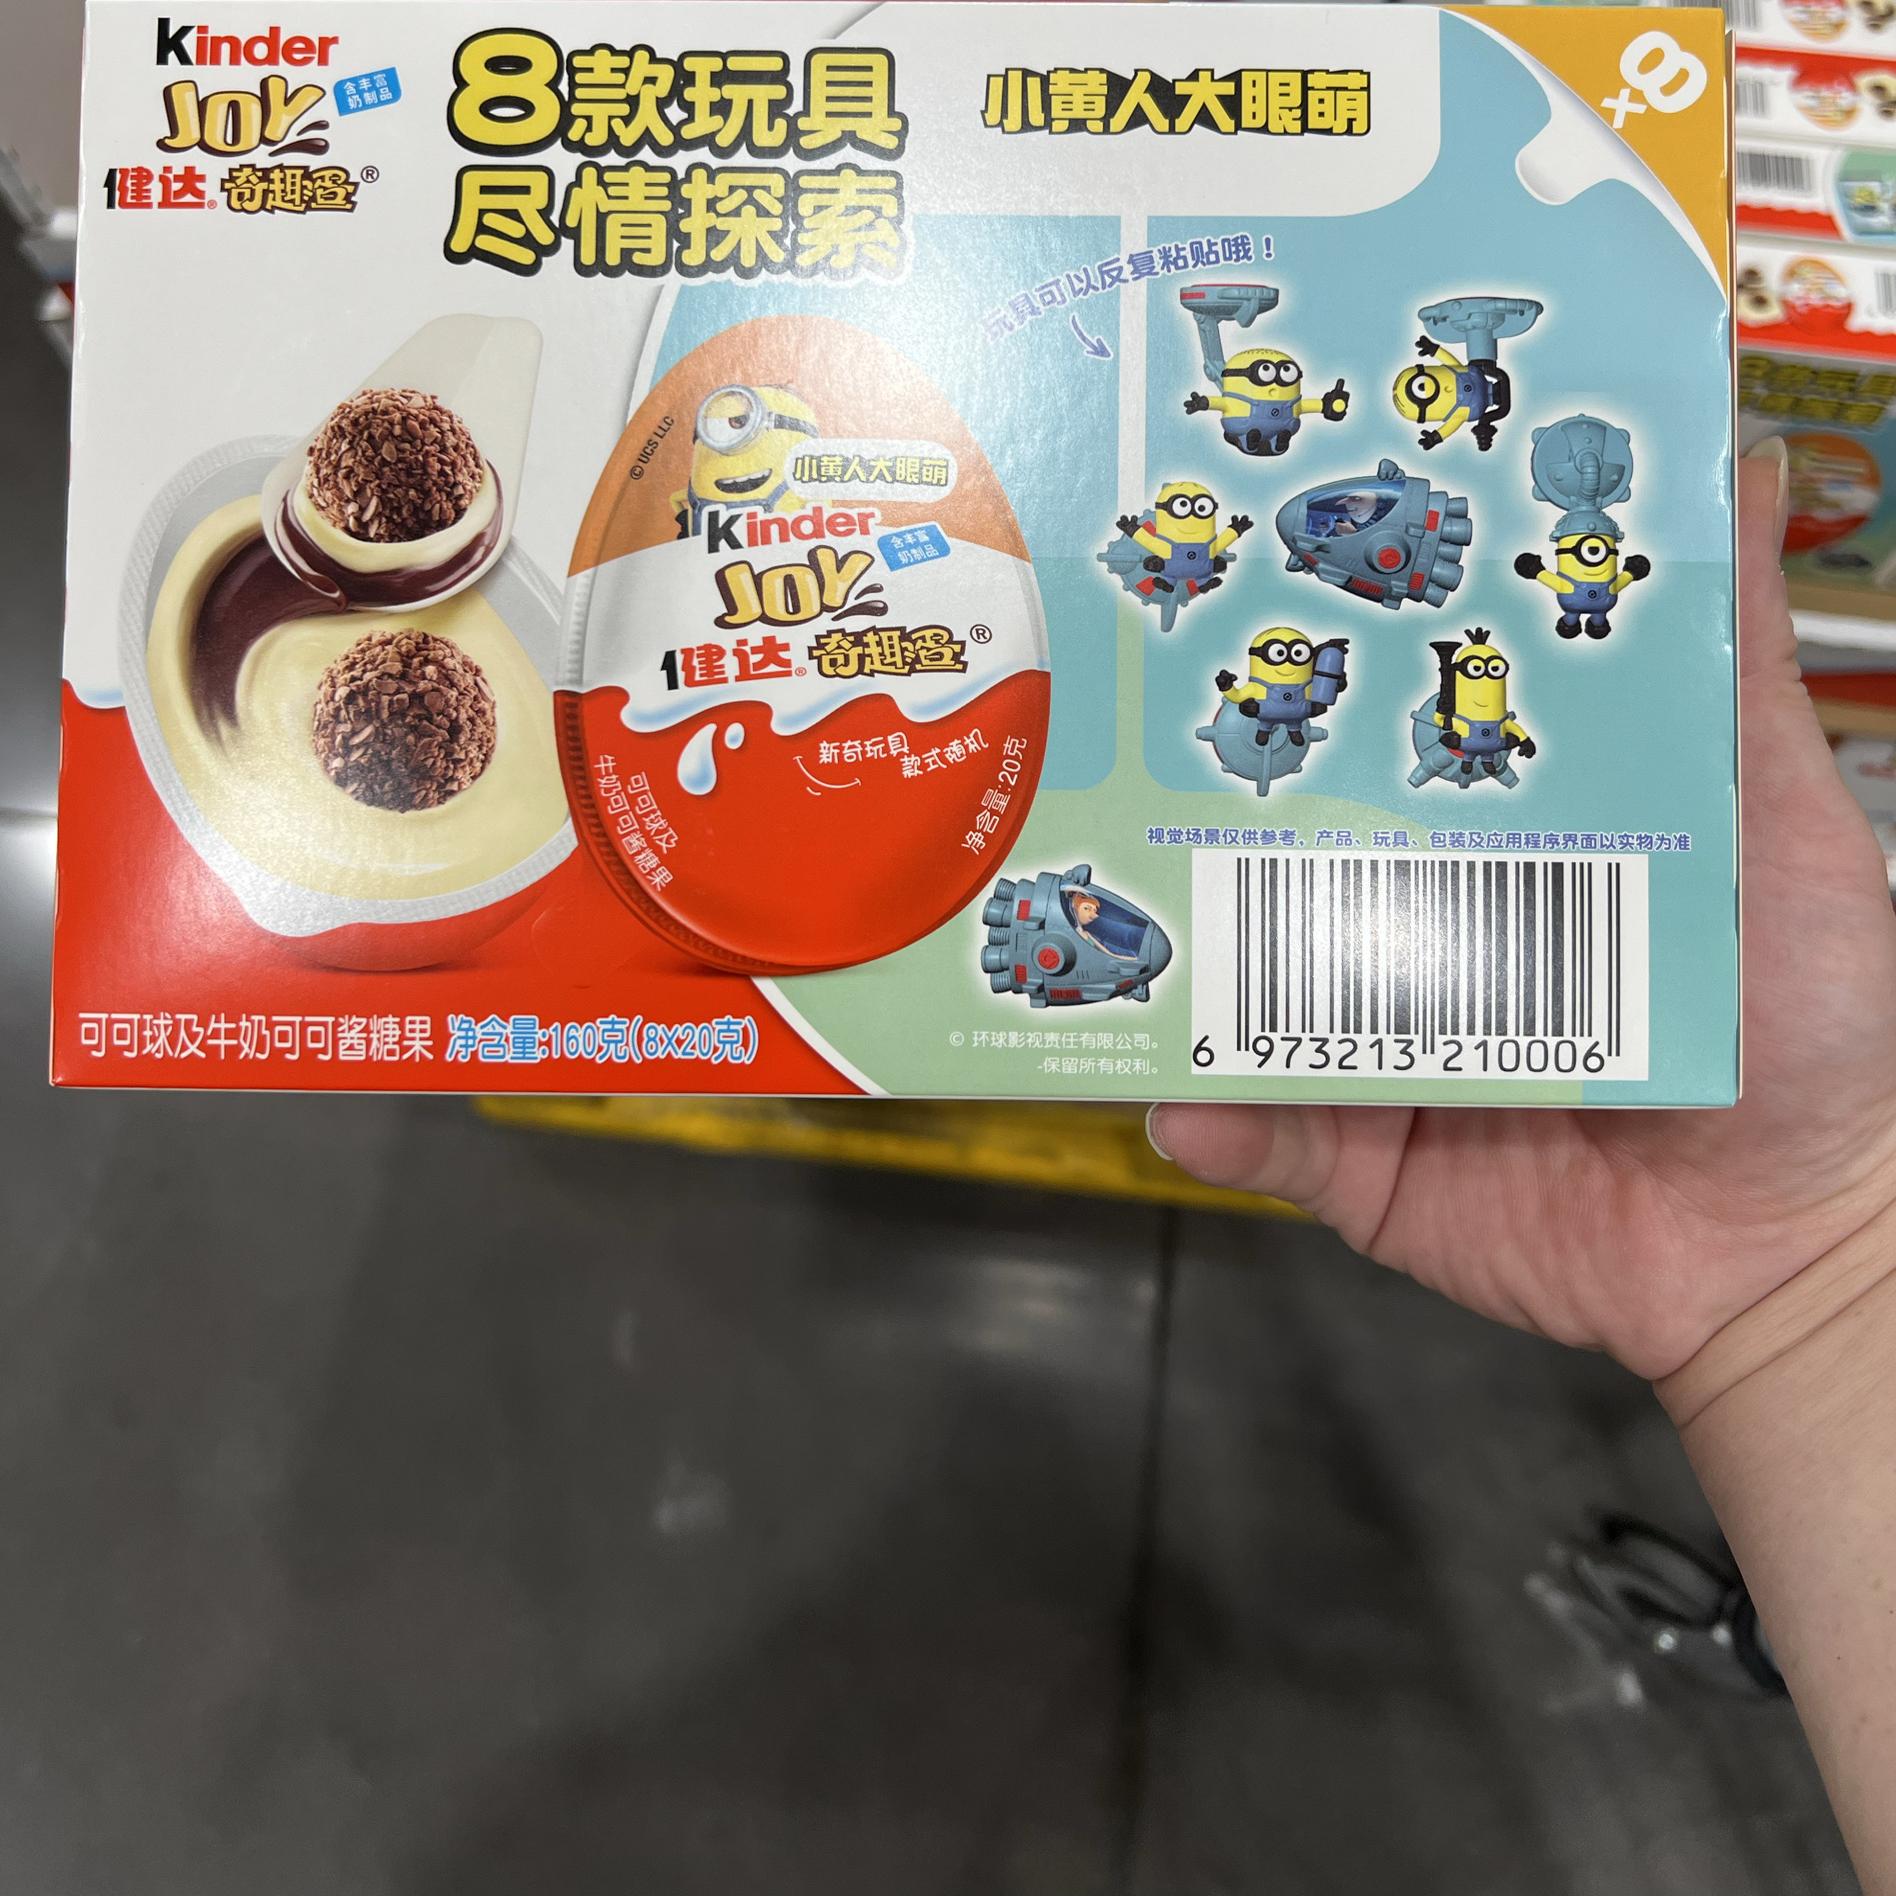 Kinder
JOY
含丰富
奶制品
健达® 奇趣蛋®
8款玩具
尽情探索
小黄人大眼萌
x8
玩具可以反复粘贴哦！
© UCS LLC
小黄人大眼萌
Kinder
JOY
含丰富
奶制品
健达® 奇趣蛋®
新奇玩具
款式随机
可可球及
牛奶可可酱糖果
净含量:20克
视觉场景仅供参考，产品、玩具、包装及应用程序界面以实物为准
可可球及牛奶可可酱糖果 净含量:160克(8X20克)
© 环球影视责任有限公司。
-保留所有权利。
6 973213 210006